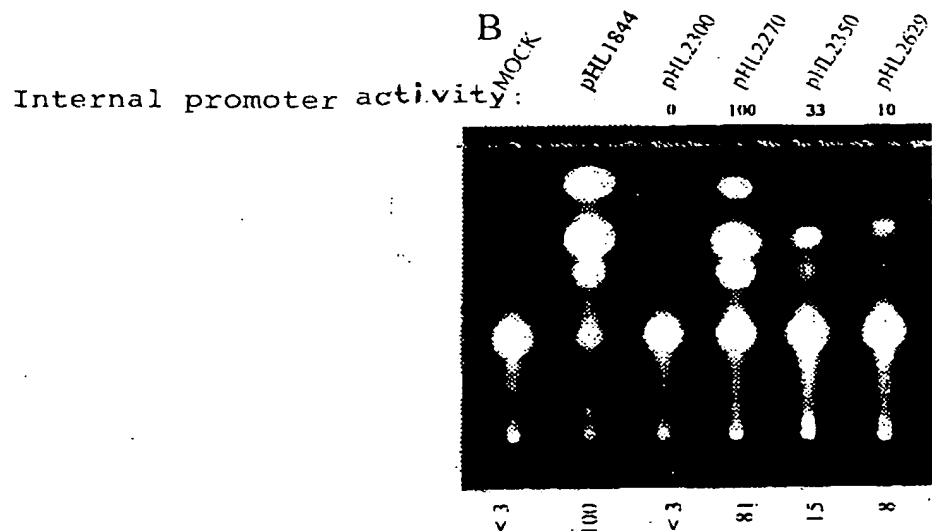 B
MOCK pHL1844 pHL2300 pHL2270 pHL2350 pHL2629
Internal promoter activity:
0 100 33 10
< 3 100 < 3 81 15 8